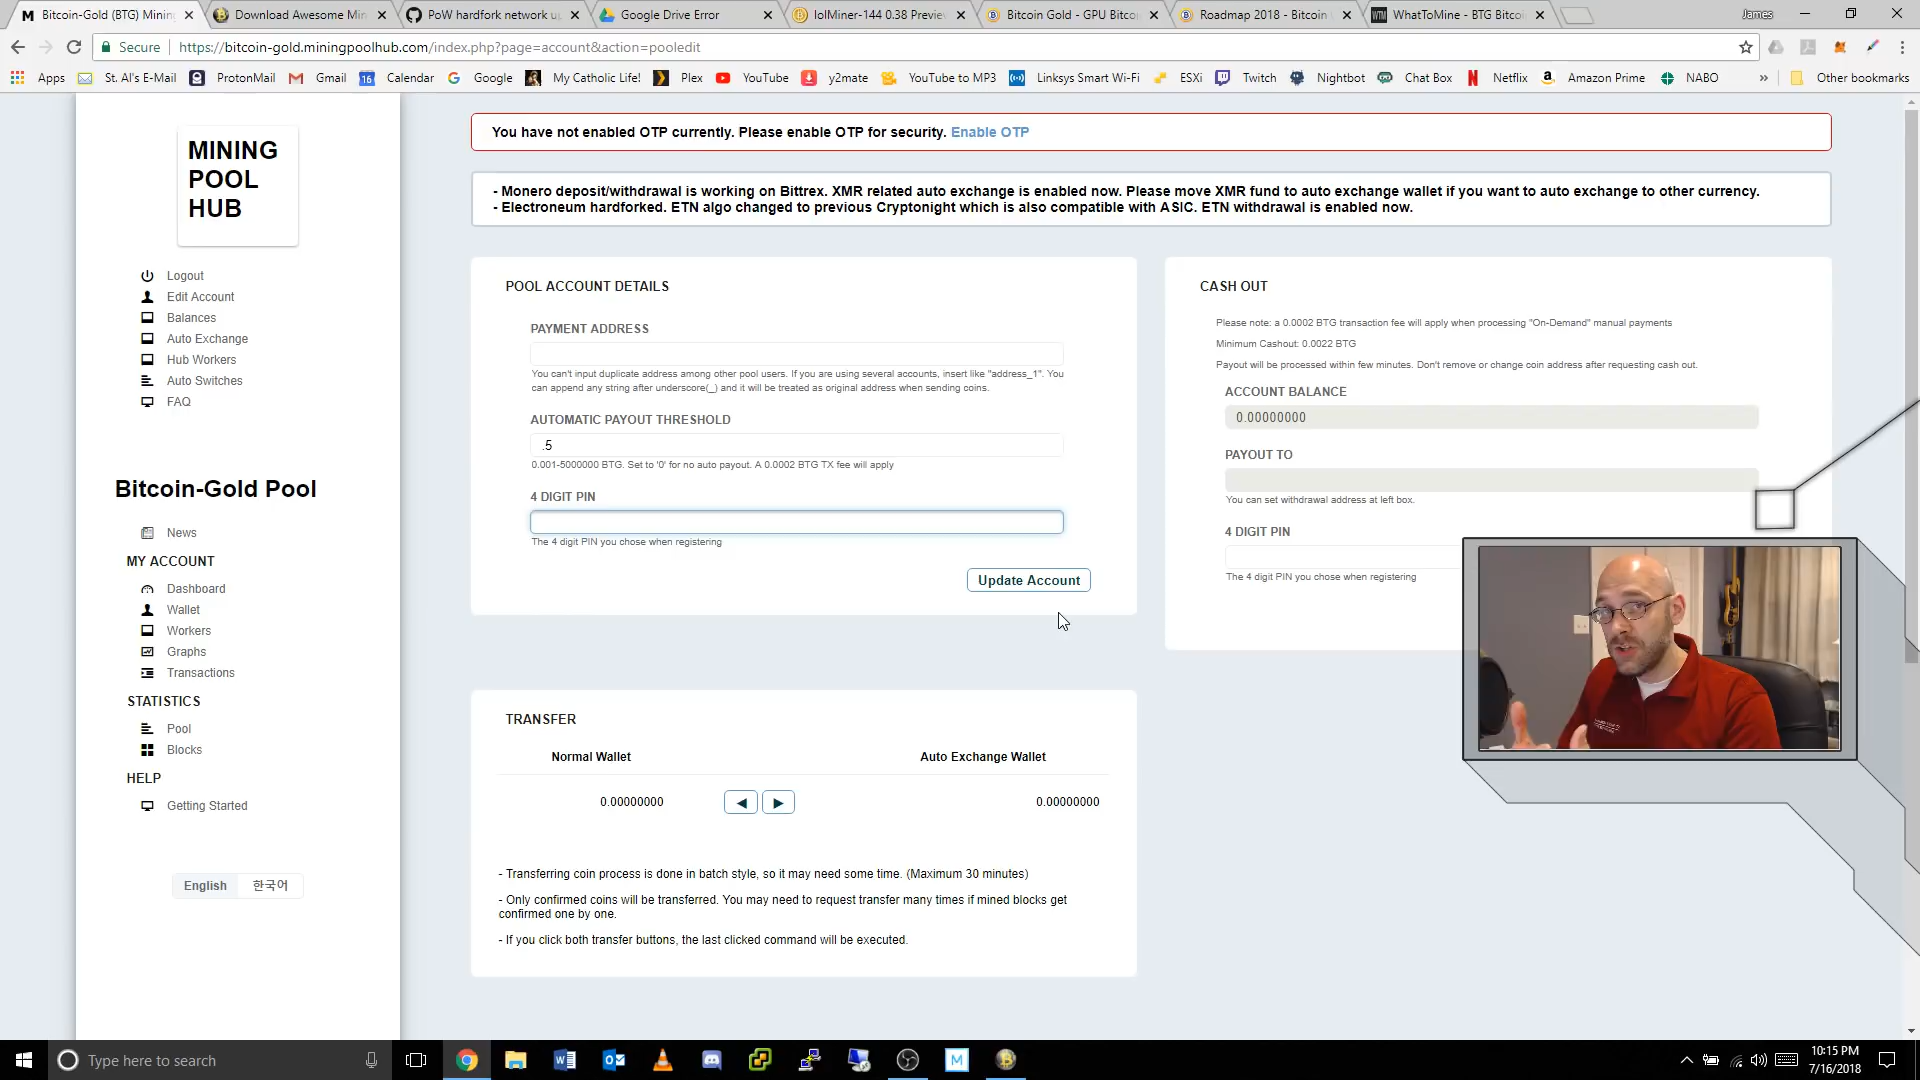 Bitcoin-Gold (BTG) Mining
Download Awesome Min
PoW hardfork network u
Google Drive Error
lolMiner-144 0.38 Preview
Bitcoin Gold - GPU Bitco
Roadmap 2018 - Bitcoin
WTM
WhatToMine - BTG Bitcoi
James
Secure
https://bitcoin-gold.miningpoolhub.com/index.php?page=account&action=pooledit
Apps
St. Al's E-Mail
ProtonMail
Gmail
16
Calendar
Google
My Catholic Life!
Plex
YouTube
y2mate
YouTube to MP3
Linksys Smart Wi-Fi
ESXi
Twitch
Nightbot
Chat Box
Netflix
Amazon Prime
NABO
»
Other bookmarks
MINING
POOL
HUB
Logout
Edit Account
Balances
Auto Exchange
Hub Workers
Auto Switches
FAQ
Bitcoin-Gold Pool
News
MY ACCOUNT
Dashboard
Wallet
Workers
Graphs
Transactions
STATISTICS
Pool
Blocks
HELP
Getting Started
English
한국어
You have not enabled OTP currently. Please enable OTP for security. Enable OTP
- Monero deposit/withdrawal is working on Bittrex. XMR related auto exchange is enabled now. Please move XMR fund to auto exchange wallet if you want to auto exchange to other currency.
- Electroneum hardforked. ETN algo changed to previous Cryptonight which is also compatible with ASIC. ETN withdrawal is enabled now.
POOL ACCOUNT DETAILS
PAYMENT ADDRESS
You can't input duplicate address among other pool users. If you are using several accounts, insert like "address_1". You
can append any string after underscore(_) and it will be treated as original address when sending coins.
AUTOMATIC PAYOUT THRESHOLD
.5
0.001-5000000 BTG. Set to '0' for no auto payout. A 0.0002 BTG TX fee will apply
4 DIGIT PIN
The 4 digit PIN you chose when registering
Update Account
CASH OUT
Please note: a 0.0002 BTG transaction fee will apply when processing "On-Demand" manual payments
Minimum Cashout: 0.0022 BTG
Payout will be processed within few minutes. Don't remove or change coin address after requesting cash out.
ACCOUNT BALANCE
0.00000000
PAYOUT TO
You can set withdrawal address at left box.
4 DIGIT PIN
The 4 digit PIN you chose when registering
TRANSFER
Normal Wallet
Auto Exchange Wallet
0.00000000
0.00000000
- Transferring coin process is done in batch style, so it may need some time. (Maximum 30 minutes)
- Only confirmed coins will be transferred. You may need to request transfer many times if mined blocks get
confirmed one by one.
- If you click both transfer buttons, the last clicked command will be executed.
Type here to search
10:15 PM
7/16/2018